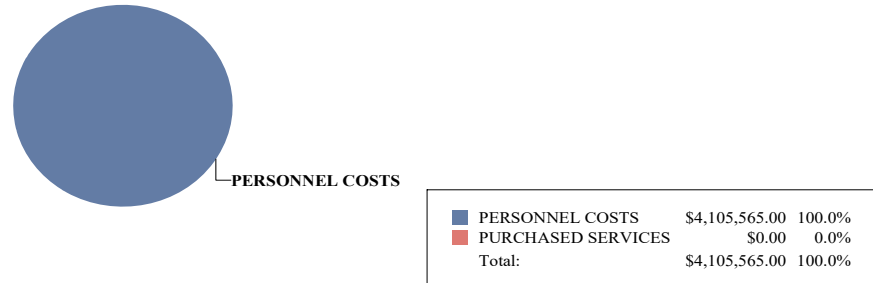 PERSONNEL COSTS
PERSONNEL COSTS $4,105,565.00 100.0%
PURCHASED SERVICES $0.00 0.0%
Total: $4,105,565.00 100.0%